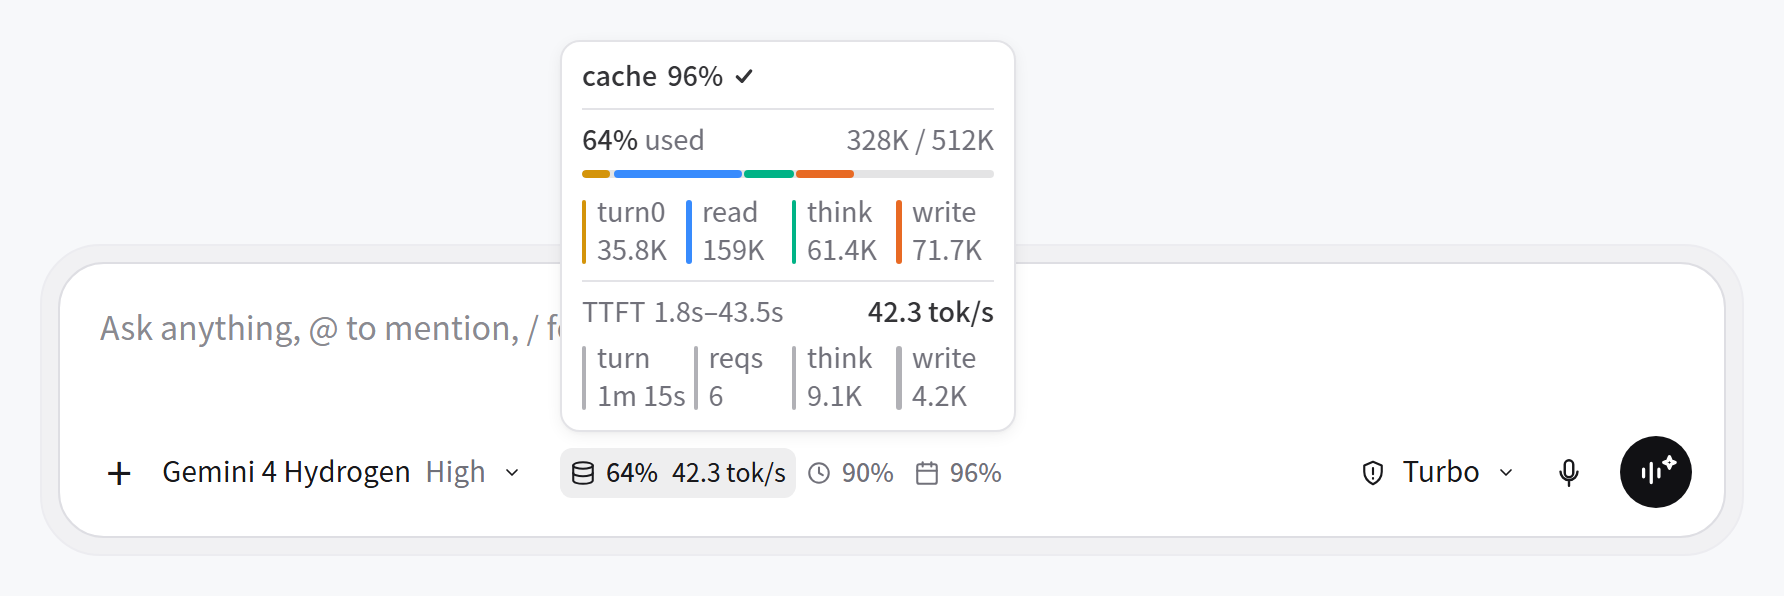 cache 96%
64% used 328K / 512K
turn0 read think write
35.8K 159K 61.4K 71.7K
TTFT 1.8s–43.5s 42.3 tok/s
turn reqs think write
1m 15s 6 9.1K 4.2K
Ask anything, @ to mention, /
Gemini 4 Hydrogen High 64% 42.3 tok/s 90% 96% Turbo